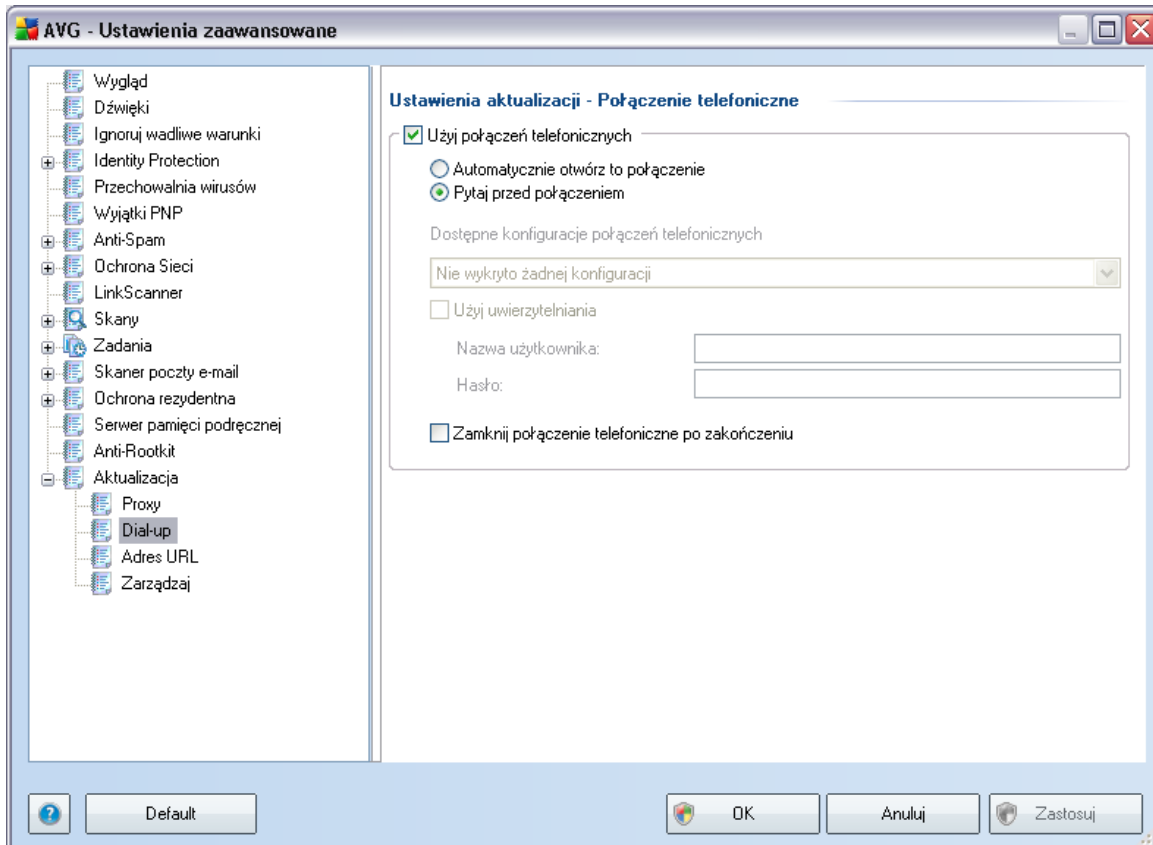 AVG - Ustawienia zaawansowane
Wygląd
Dźwięki
Ignoruj wadliwe warunki
Identity Protection
Przechowalnia wirusów
Wyjątki PNP
Anti-Spam
Ochrona Sieci
LinkScanner
Skany
Zadania
Skaner poczty e-mail
Ochrona rezydentna
Serwer pamięci podręcznej
Anti-Rootkit
Aktualizacja
Proxy
Dial-up
Adres URL
Zarządzaj
Ustawienia aktualizacji - Połączenie telefoniczne
Użyj połączeń telefonicznych
Automatycznie otwórz to połączenie
Pytaj przed połączeniem
Dostępne konfiguracje połączeń telefonicznych
Nie wykryto żadnej konfiguracji
Użyj uwierzytelniania
Nazwa użytkownika:
Hasło:
Zamknij połączenie telefoniczne po zakończeniu
Default
OK
Anuluj
Zastosuj